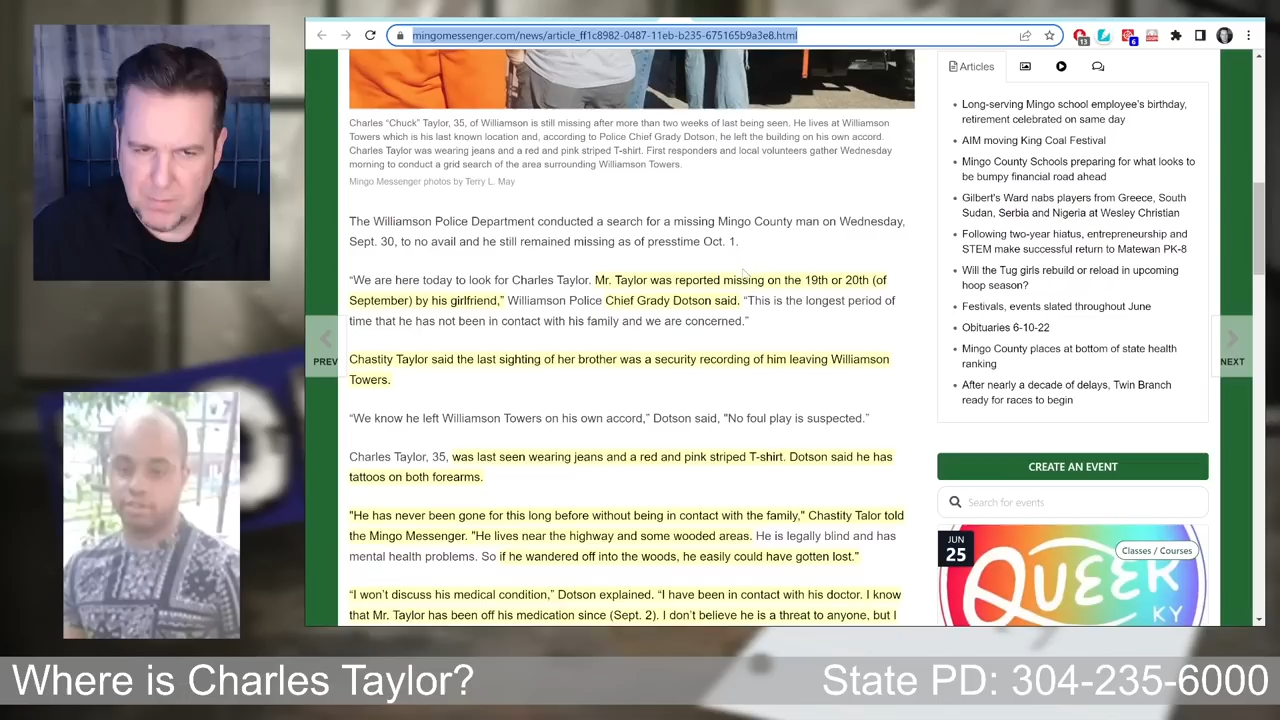 mingomessenger.com/news/article_ff1c8982-0487-11eb-b235-675165b9a3e8.html
13
6
Charles “Chuck” Taylor, 35, of Williamson is still missing after more than two weeks of last being seen. He lives at Williamson
Towers which is his last known location and, according to Police Chief Grady Dotson, he left the building on his own accord.
Charles Taylor was wearing jeans and a red and pink striped T-shirt. First responders and local volunteers gather Wednesday
morning to conduct a grid search of the area surrounding Williamson Towers.
Mingo Messenger photos by Terry L. May
The Williamson Police Department conducted a search for a missing Mingo County man on Wednesday,
Sept. 30, to no avail and he still remained missing as of presstime Oct. 1.
“We are here today to look for Charles Taylor. Mr. Taylor was reported missing on the 19th or 20th (of
September) by his girlfriend,” Williamson Police Chief Grady Dotson said. “This is the longest period of
time that he has not been in contact with his family and we are concerned.”
PREV
Chastity Taylor said the last sighting of her brother was a security recording of him leaving Williamson
Towers.
“We know he left Williamson Towers on his own accord,” Dotson said, "No foul play is suspected.”
Charles Taylor, 35, was last seen wearing jeans and a red and pink striped T-shirt. Dotson said he has
tattoos on both forearms.
"He has never been gone for this long before without being in contact with the family," Chastity Talor told
the Mingo Messenger. "He lives near the highway and some wooded areas. He is legally blind and has
mental health problems. So if he wandered off into the woods, he easily could have gotten lost."
“I won’t discuss his medical condition,” Dotson explained. “I have been in contact with his doctor. I know
that Mr. Taylor has been off his medication since (Sept. 2). I don’t believe he is a threat to anyone, but I
Articles
Long-serving Mingo school employee’s birthday,
retirement celebrated on same day
AIM moving King Coal Festival
Mingo County Schools preparing for what looks to
be bumpy financial road ahead
Gilbert’s Ward nabs players from Greece, South
Sudan, Serbia and Nigeria at Wesley Christian
Following two-year hiatus, entrepreneurship and
STEM make successful return to Matewan PK-8
Will the Tug girls rebuild or reload in upcoming
hoop season?
Festivals, events slated throughout June
Obituaries 6-10-22
Mingo County places at bottom of state health
ranking
After nearly a decade of delays, Twin Branch
ready for races to begin
NEXT
CREATE AN EVENT
Search for events
JUN
25
Classes / Courses
QUEER
KY
Where is Charles Taylor?
State PD: 304-235-6000